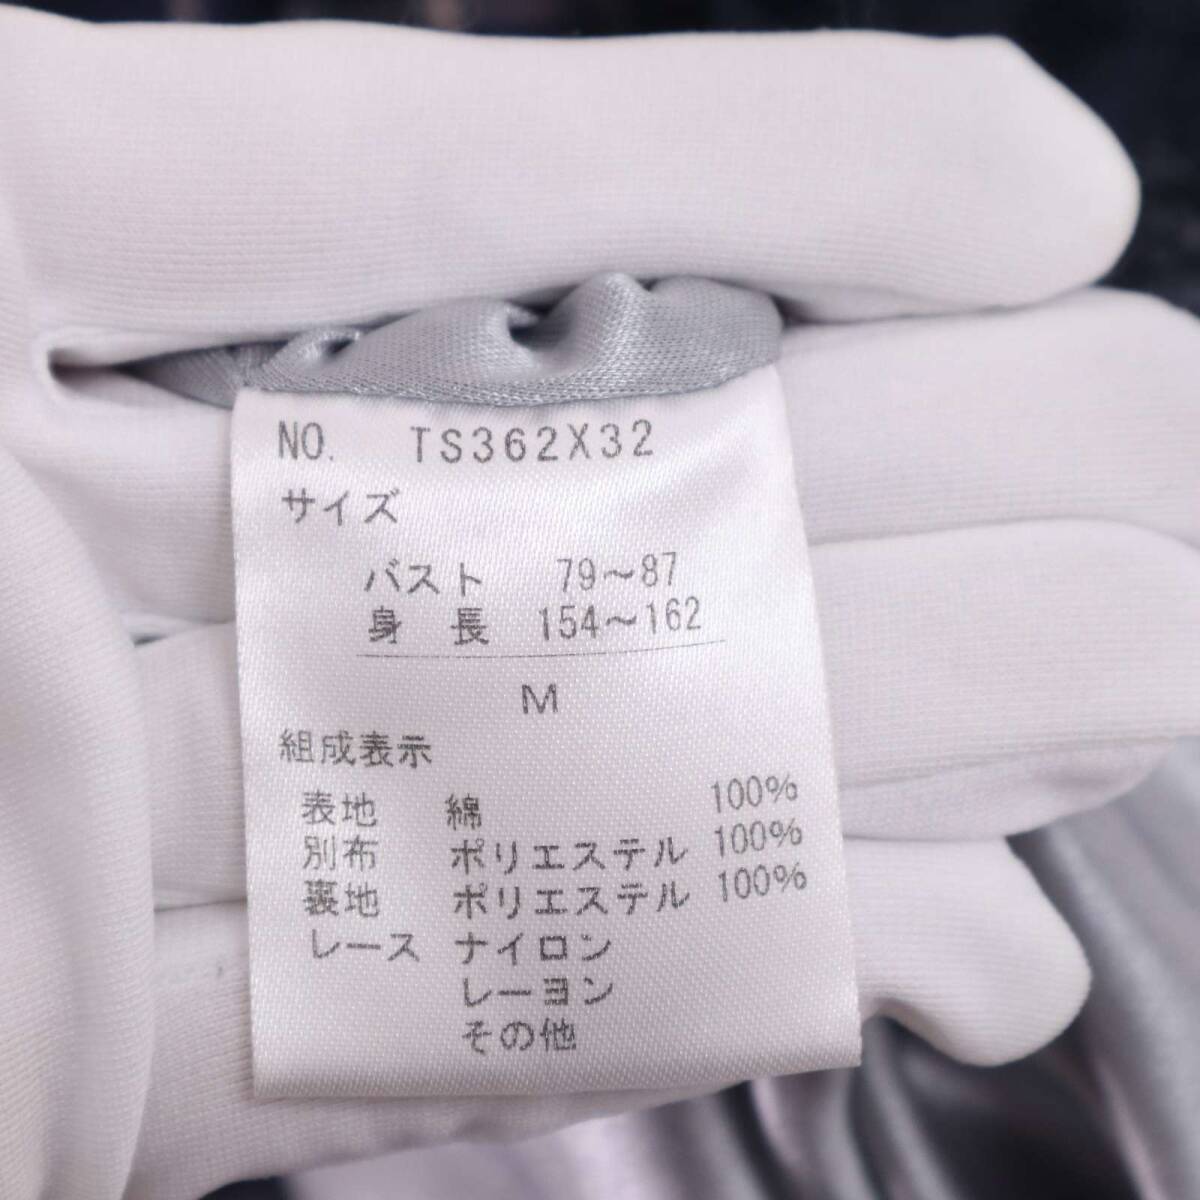 NO. TS362X32
サイズ
バスト 79～87
身長 154～162
M
組成表示
表地 綿 100%
別布 ポリエステル 100%
裏地 ポリエステル 100%
レース ナイロン
レーヨン
その他